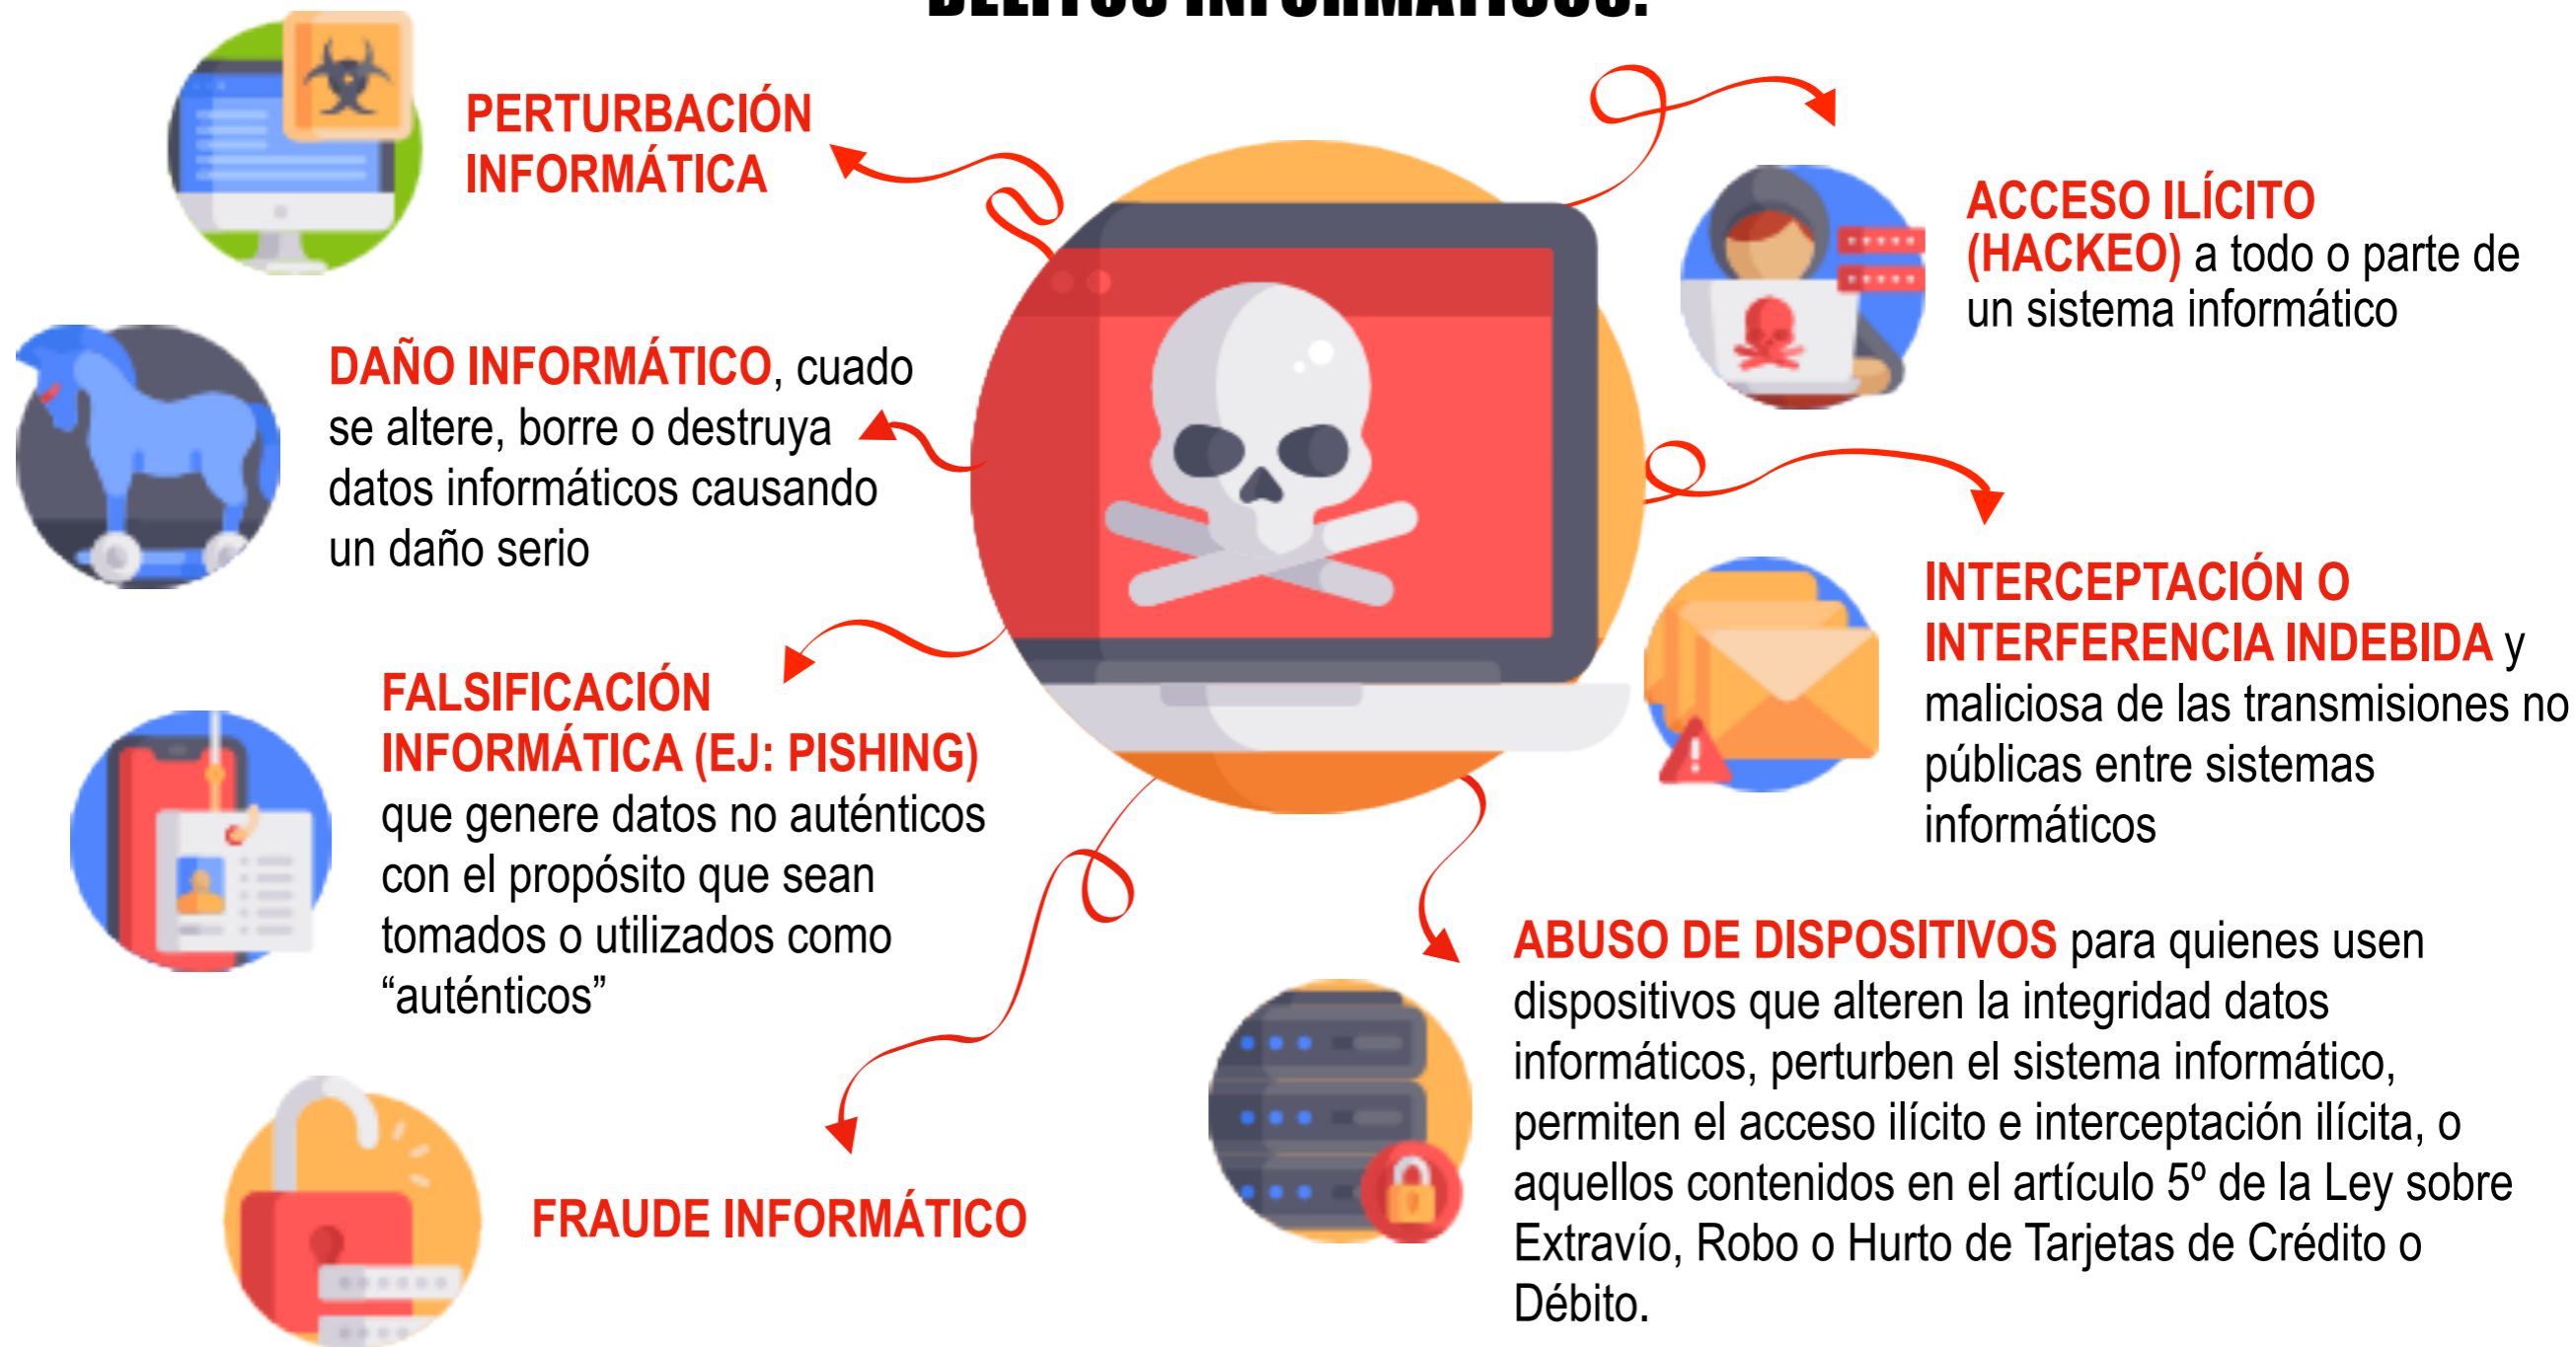 DELITOS INFORMÁTICOS.
PERTURBACIÓN
INFORMÁTICA
DAÑO INFORMÁTICO, cuado
se altere, borre o destruya
datos informáticos causando
un daño serio
FALSIFICACIÓN
INFORMÁTICA (EJ: PISHING)
que genere datos no auténticos
con el propósito que sean
tomados o utilizados como
“auténticos”
FRAUDE INFORMÁTICO
ACCESO ILÍCITO
(HACKEO) a todo o parte de
un sistema informático
INTERCEPTACIÓN O
INTERFERENCIA INDEBIDA y
maliciosa de las transmisiones no
públicas entre sistemas
informáticos
ABUSO DE DISPOSITIVOS para quienes usen
dispositivos que alteren la integridad datos
informáticos, perturben el sistema informático,
permiten el acceso ilícito e interceptación ilícita, o
aquellos contenidos en el artículo 5º de la Ley sobre
Extravío, Robo o Hurto de Tarjetas de Crédito o
Débito.